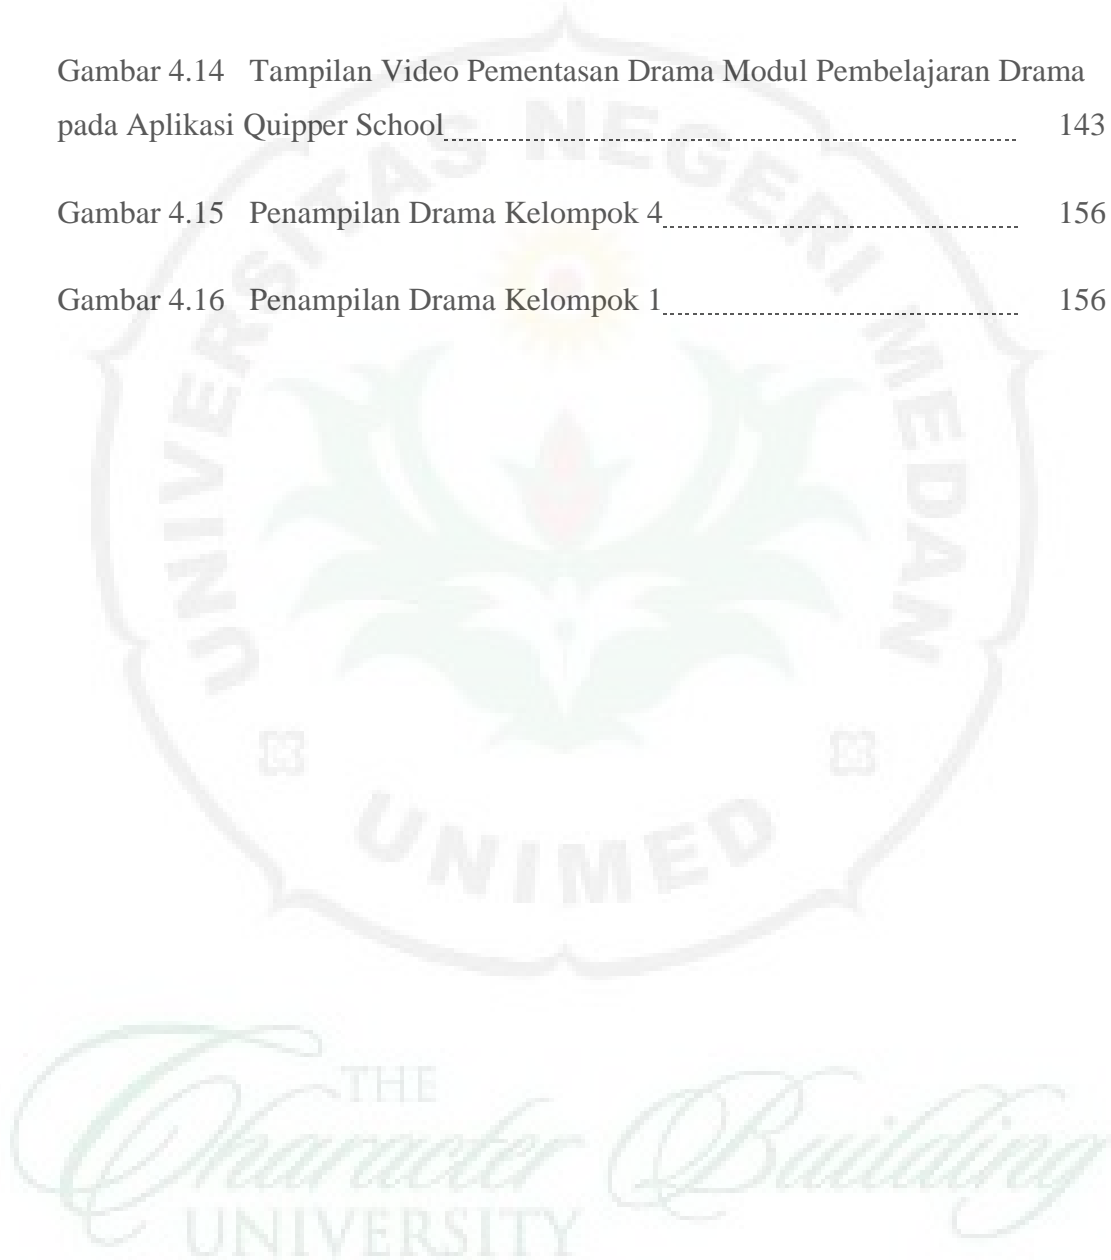 Gambar 4.14 Tampilan Video Pementasan Drama Modul Pembelajaran Drama
pada Aplikasi Quipper School 143
Gambar 4.15 Penampilan Drama Kelompok 4 156
Gambar 4.16 Penampilan Drama Kelompok 1 156
UNIVERSITAS NEGERI MEDAN
UNIMED
THE
Character Building
UNIVERSITY